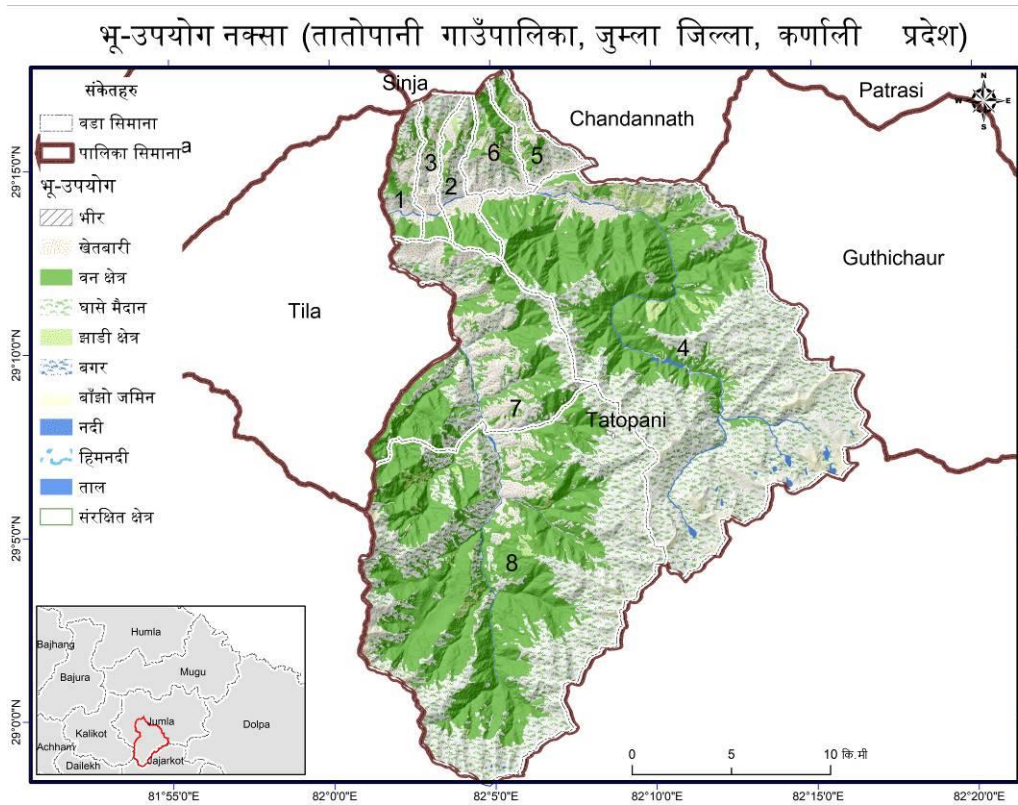 भू-उपयोग नक्सा (तातोपानी गाउँपालिका, जुम्ला जिल्ला, कर्णाली प्रदेश)
संकेतहरु
वडा सिमाना
पालिका सिमानाa
भू-उपयोग
भीर
खेतबारी
वन क्षेत्र
घासे मैदान
झाडी क्षेत्र
बगर
बाँझो जमिन
नदी
हिमनदी
ताल
संरक्षित क्षेत्र
Sinja
Chandannath
Patrasi
N
W E
S
Guthichaur
Tila
Tatopani
1
3
2
6
5
4
7
8
29°15'0"N
29°10'0"N
29°5'0"N
29°0'0"N
Humla
Bajhang
Bajura
Mugu
Jumla
Dolpa
Kalikot
Achham
Dailekh
Jajarkot
0 5 10 कि.मी
81°55'0"E 82°0'0"E 82°5'0"E 82°10'0"E 82°15'0"E 82°20'0"E